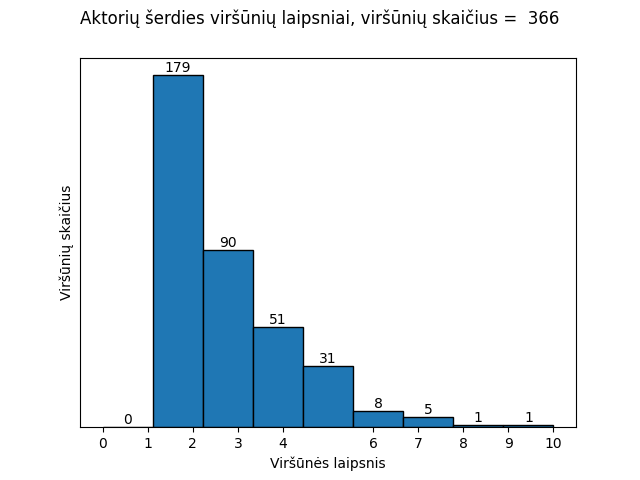 Aktorių šerdies viršūnių laipsniai, viršūnių skaičius =  366
Viršūnių skaičius
179
90
51
31
8
5
1
1
0
0 1 2 3 4 6 7 8 9 10
Viršūnės laipsnis